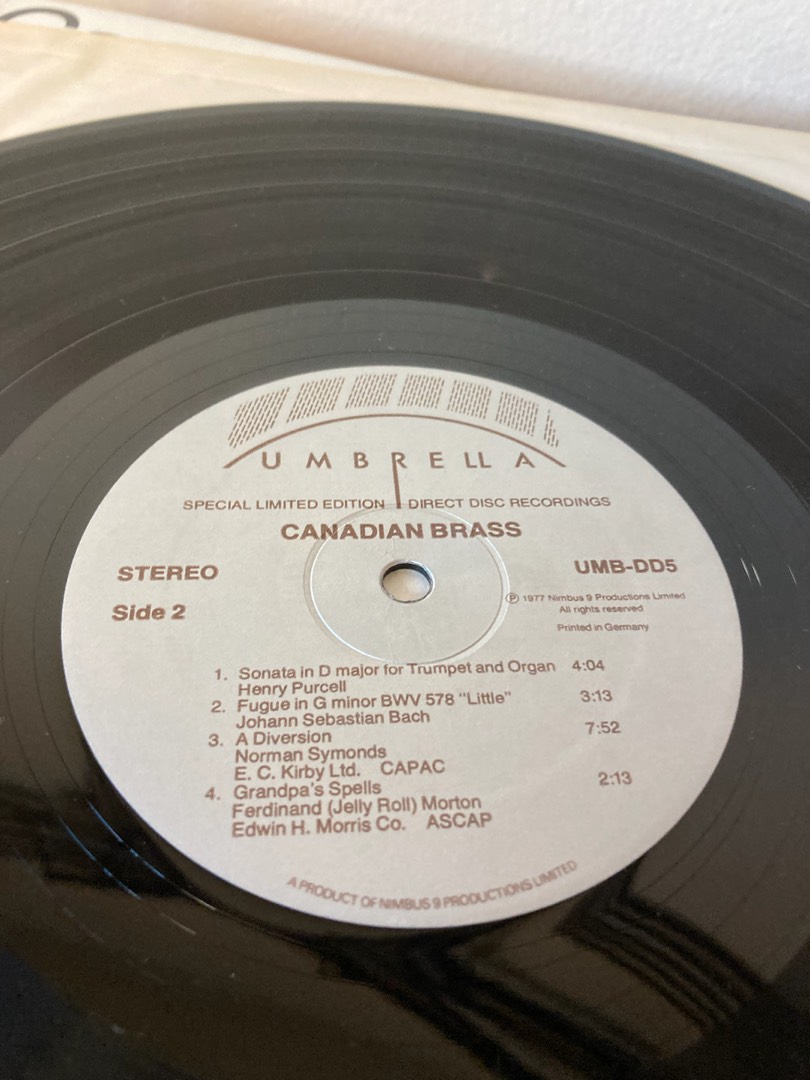 UMBRELLA
SPECIAL LIMITED EDITION DIRECT DISC RECORDINGS
CANADIAN BRASS
STEREO
UMB-DD5
Side 2
℗ 1977 Nimbus 9 Productions Limited
All rights reserved
Printed in Germany
1. Sonata in D major for Trumpet and Organ 4:04
Henry Purcell
2. Fugue in G minor BWV 578 "Little" 3:13
Johann Sebastian Bach
3. A Diversion 7:52
Norman Symonds
E. C. Kirby Ltd. CAPAC
4. Grandpa's Spells 2:13
Ferdinand (Jelly Roll) Morton
Edwin H. Morris Co. ASCAP
A PRODUCT OF NIMBUS 9 PRODUCTIONS LIMITED